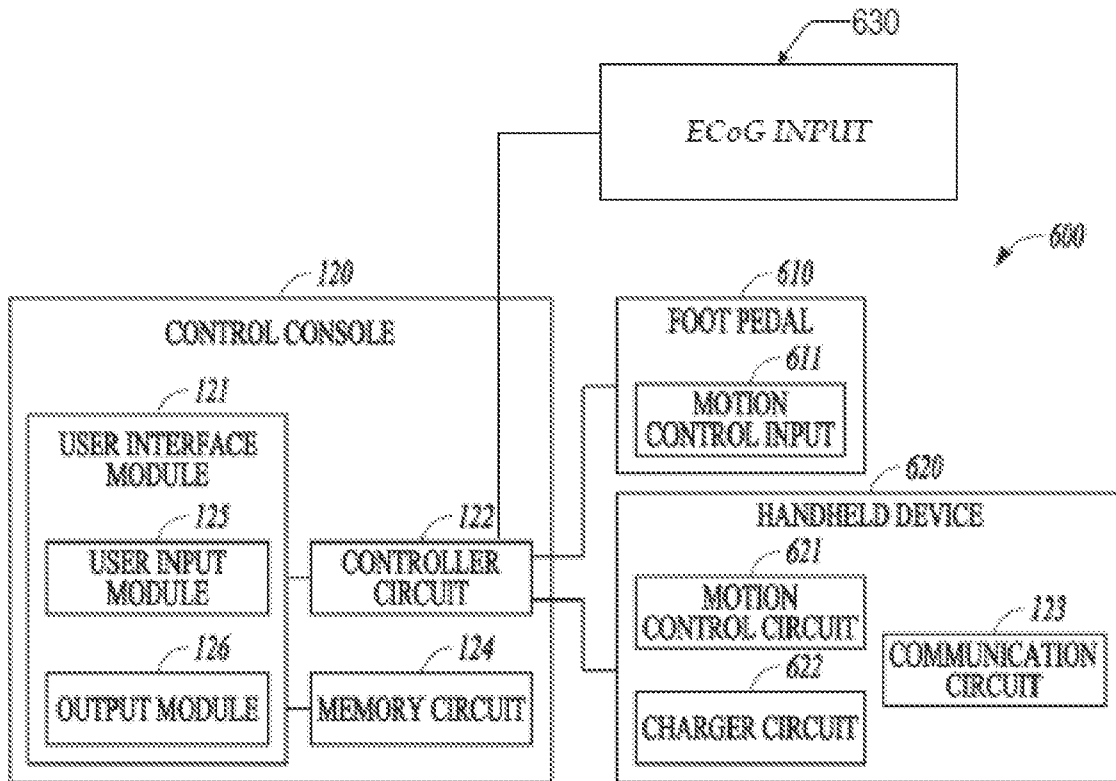 630
ECoG INPUT
600
120
CONTROL CONSOLE
121
USER INTERFACE
MODULE
125
USER INPUT
MODULE
126
OUTPUT MODULE
122
CONTROLLER
CIRCUIT
124
MEMORY CIRCUIT
610
FOOT PEDAL
611
MOTION
CONTROL INPUT
620
HANDHELD DEVICE
621
MOTION
CONTROL CIRCUIT
622
CHARGER CIRCUIT
123
COMMUNICATION
CIRCUIT